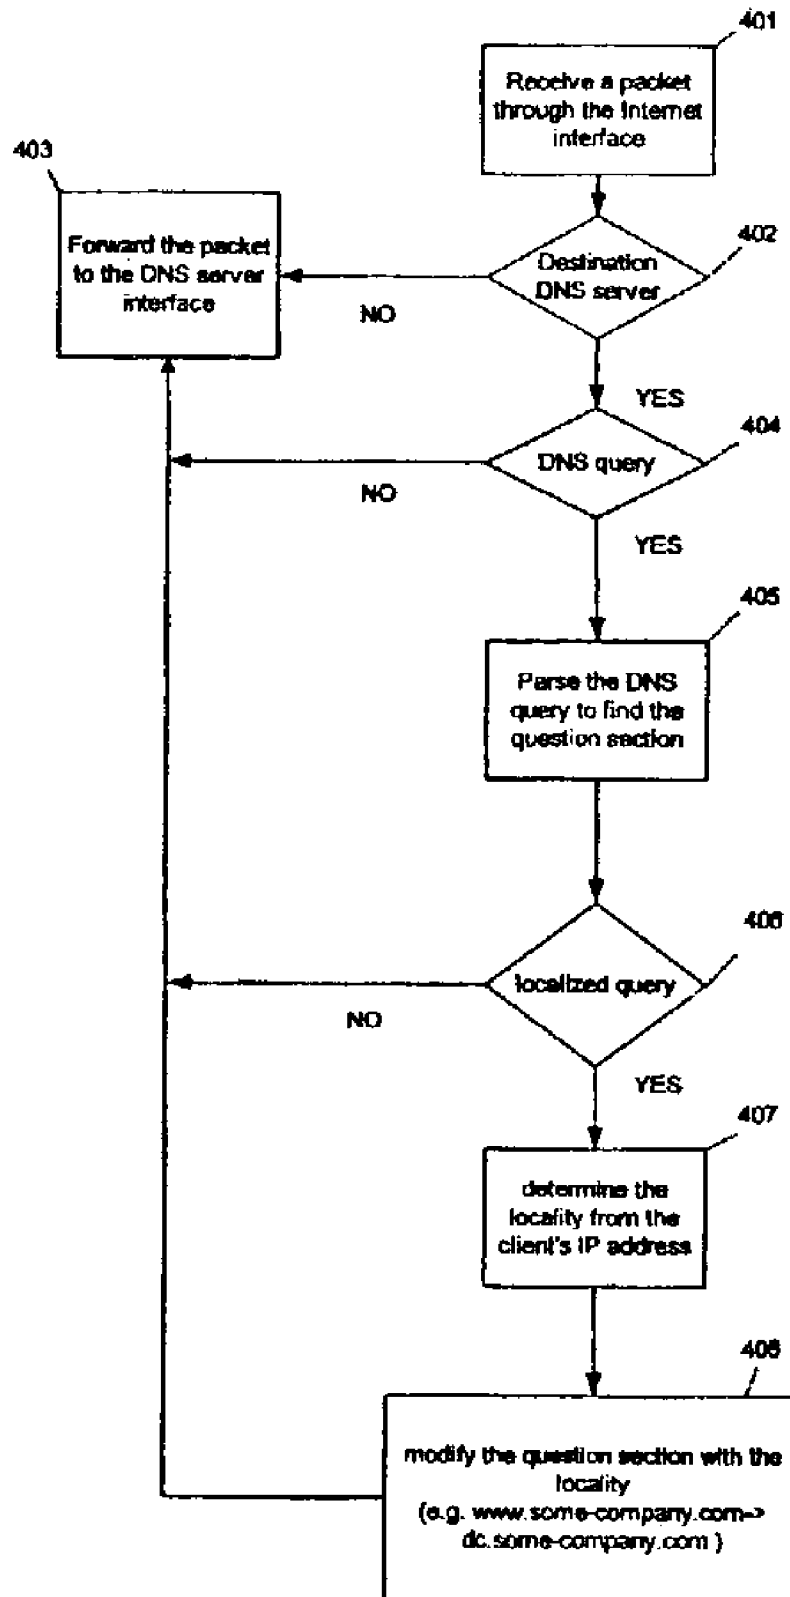 401
Receive a packet
through the Internet
interface
403
Forward the packet
to the DNS server
interface
402
Destination
DNS server
NO
YES
404
DNS query
NO
YES
405
Parse the DNS
query to find the
question section
406
localized query
NO
YES
407
determine the
locality from the
client's IP address
408
modify the question section with the
locality
(e.g. www.some-company.com->
dc.some-company.com )